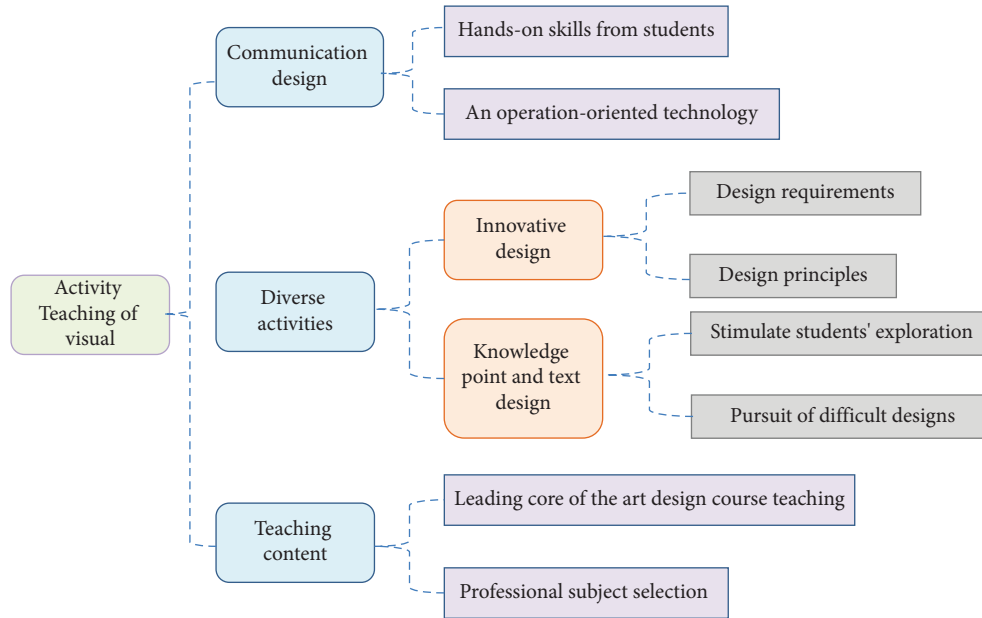 Activity
Teaching of
visual
Communication
design
Hands-on skills from students
An operation-oriented technology
Diverse
activities
Innovative
design
Design requirements
Design principles
Knowledge
point and text
design
Stimulate students' exploration
Pursuit of difficult designs
Teaching
content
Leading core of the art design course teaching
Professional subject selection